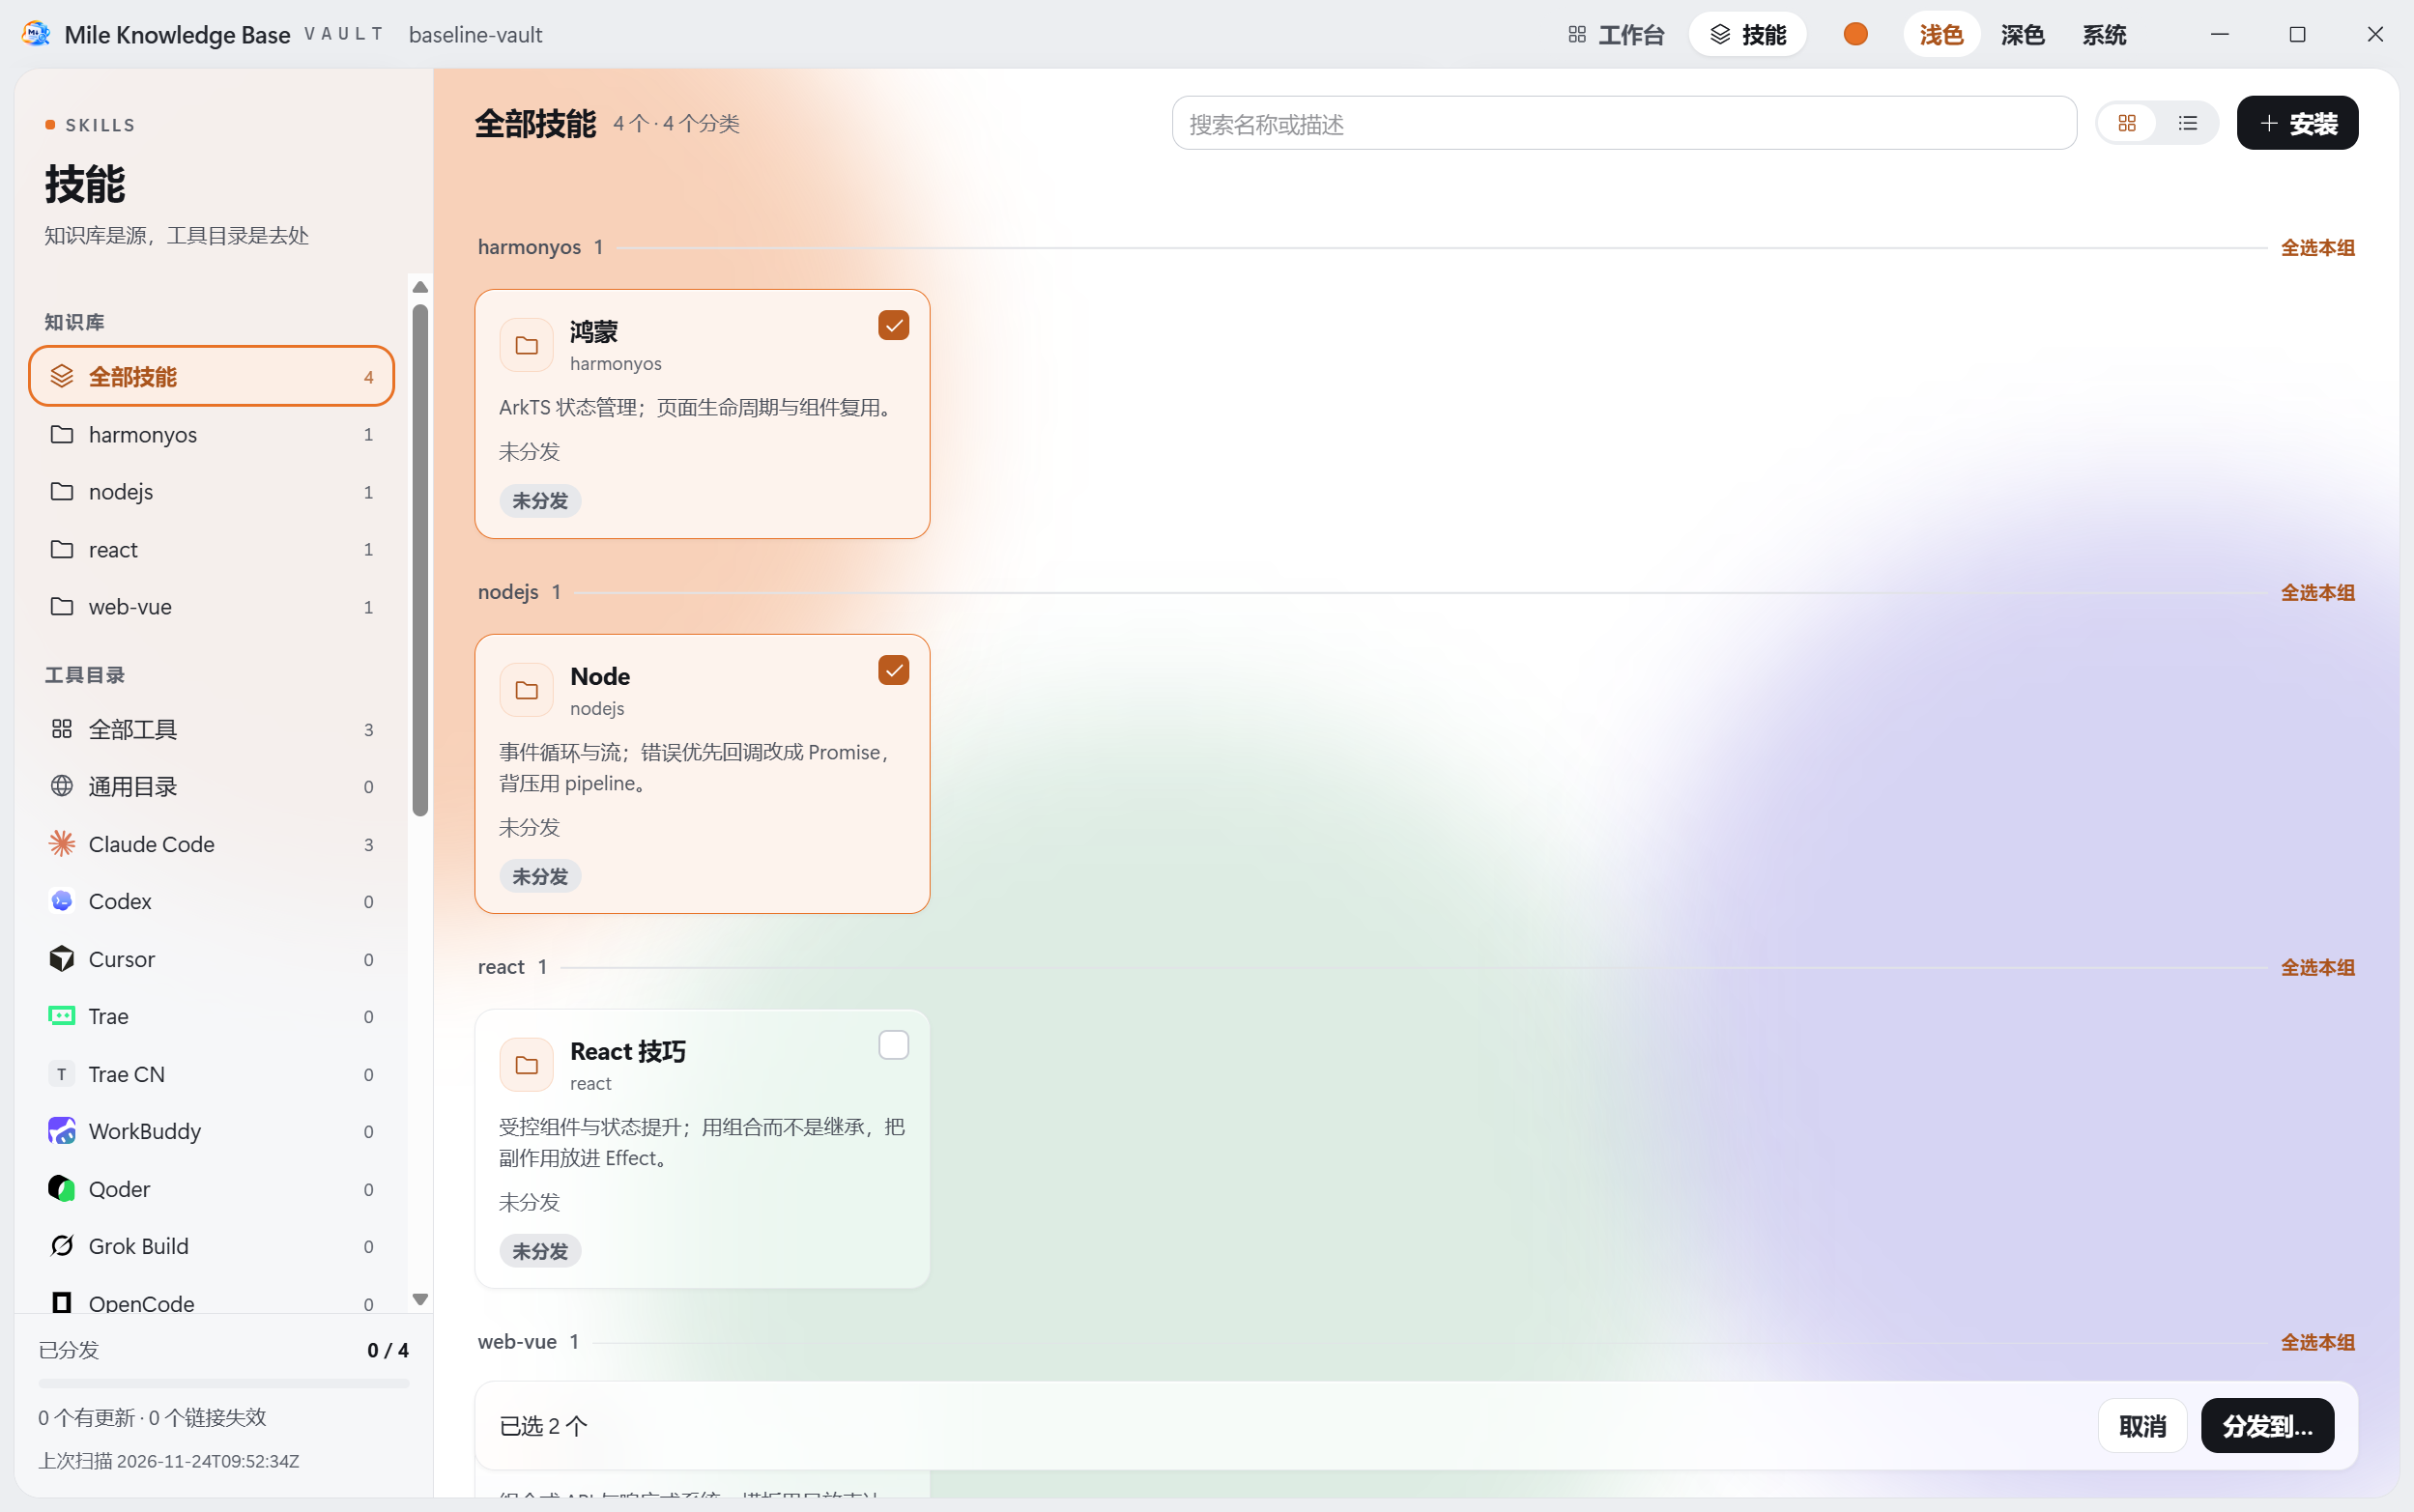 Mile Knowledge Base VAULT baseline-vault
工作台 技能 浅色 深色 系统
SKILLS
技能
知识库是源，工具目录是去处
知识库
全部技能 4
harmonyos 1
nodejs 1
react 1
web-vue 1
工具目录
全部工具 3
通用目录 0
Claude Code 3
Codex 0
Cursor 0
Trae 0
T Trae CN 0
WorkBuddy 0
Qoder 0
Grok Build 0
OpenCode 0
已分发 0 / 4
0 个有更新 · 0 个链接失效
上次扫描 2026-11-24T09:52:34Z
全部技能 4 个 · 4 个分类
搜索名称或描述
安装
harmonyos 1 全选本组
鸿蒙
harmonyos
ArkTS 状态管理；页面生命周期与组件复用。
未分发
未分发
nodejs 1 全选本组
Node
nodejs
事件循环与流；错误优先回调改成 Promise，
背压用 pipeline。
未分发
未分发
react 1 全选本组
React 技巧
react
受控组件与状态提升；用组合而不是继承，把
副作用放进 Effect。
未分发
未分发
web-vue 1 全选本组
已选 2 个
取消 分发到...